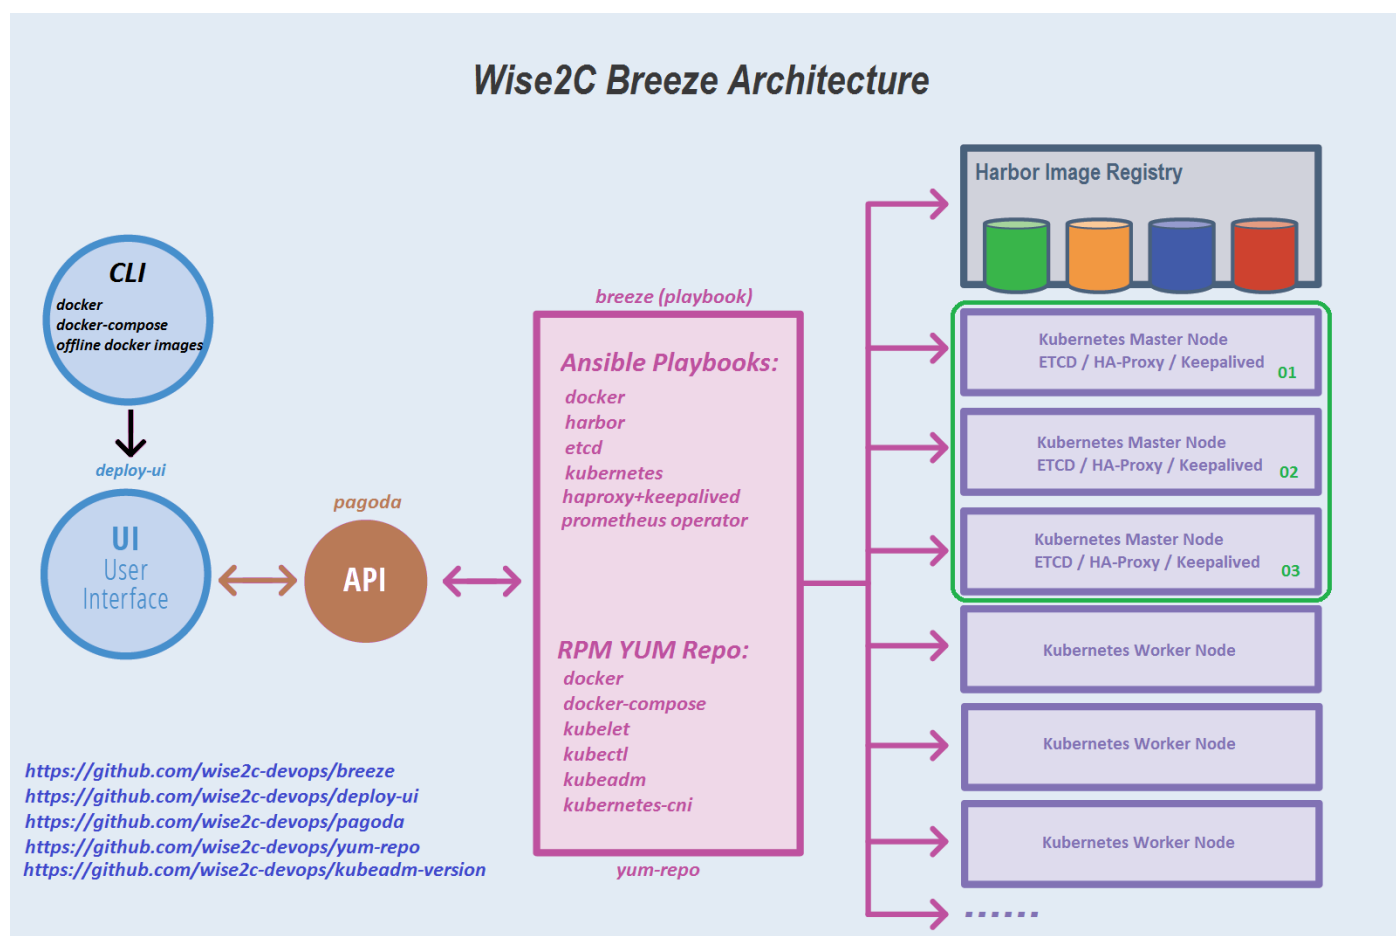 Wise2C Breeze Architecture
CLI
docker
docker-compose
offline docker images
deploy-ui
UI
User
Interface
pagoda
API
breeze (playbook)
Ansible Playbooks:
docker
harbor
etcd
kubernetes
haproxy+keepalived
prometheus operator
RPM YUM Repo:
docker
docker-compose
kubelet
kubectl
kubeadm
kubernetes-cni
yum-repo
Harbor Image Registry
Kubernetes Master Node
ETCD / HA-Proxy / Keepalived
01
Kubernetes Master Node
ETCD / HA-Proxy / Keepalived
02
Kubernetes Master Node
ETCD / HA-Proxy / Keepalived
03
Kubernetes Worker Node
Kubernetes Worker Node
Kubernetes Worker Node
------
https://github.com/wise2c-devops/breeze
https://github.com/wise2c-devops/deploy-ui
https://github.com/wise2c-devops/pagoda
https://github.com/wise2c-devops/yum-repo
https://github.com/wise2c-devops/kubeadm-version